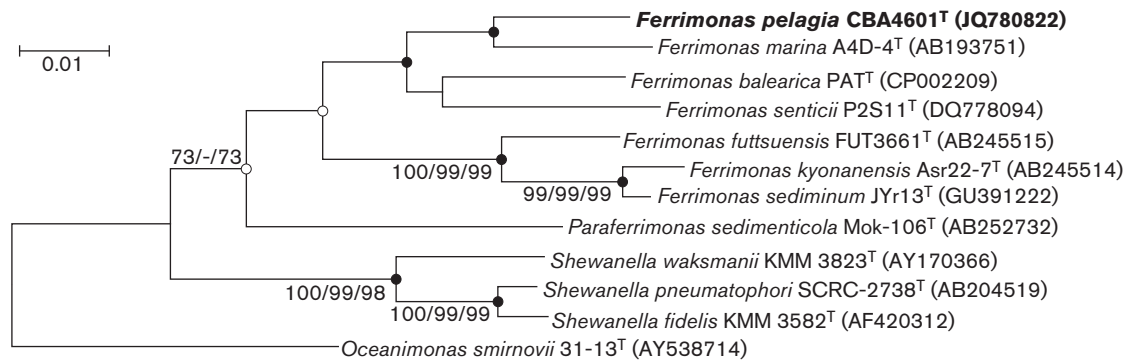 Ferrimonas pelagia CBA4601ᵀ (JQ780822)
0.01
Ferrimonas marina A4D-4ᵀ (AB193751)
Ferrimonas balearica PATᵀ (CP002209)
Ferrimonas senticii P2S11ᵀ (DQ778094)
Ferrimonas futtsuensis FUT3661ᵀ (AB245515)
73/-/73
100/99/99
Ferrimonas kyonanensis Asr22-7ᵀ (AB245514)
99/99/99
Ferrimonas sediminum JYr13ᵀ (GU391222)
Paraferrimonas sedimenticola Mok-106ᵀ (AB252732)
Shewanella waksmanii KMM 3823ᵀ (AY170366)
100/99/98
Shewanella pneumatophori SCRC-2738ᵀ (AB204519)
100/99/99
Shewanella fidelis KMM 3582ᵀ (AF420312)
Oceanimonas smirnovii 31-13ᵀ (AY538714)